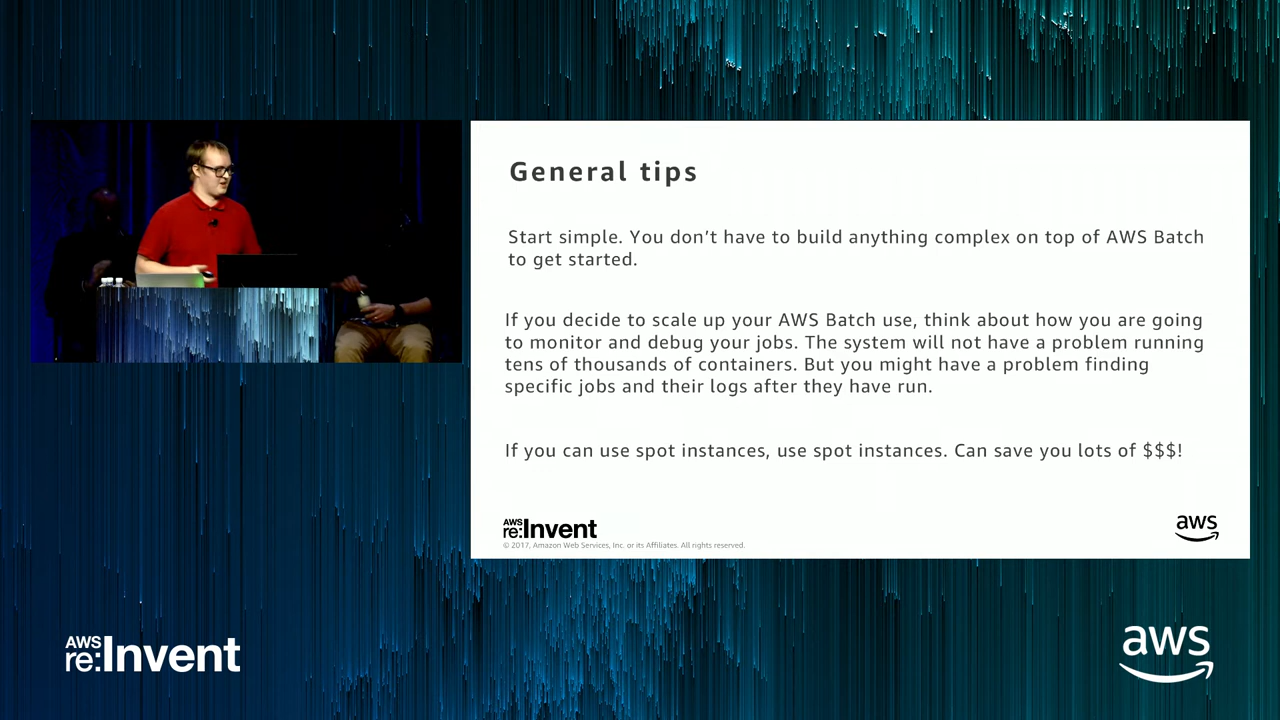 General tips
Start simple. You don’t have to build anything complex on top of AWS Batch
to get started.
If you decide to scale up your AWS Batch use, think about how you are going
to monitor and debug your jobs. The system will not have a problem running
tens of thousands of containers. But you might have a problem finding
specific jobs and their logs after they have run.
If you can use spot instances, use spot instances. Can save you lots of $$$!
AWS
re:Invent
© 2017, Amazon Web Services, Inc. or its Affiliates. All rights reserved.
aws
AWS
re:Invent
aws